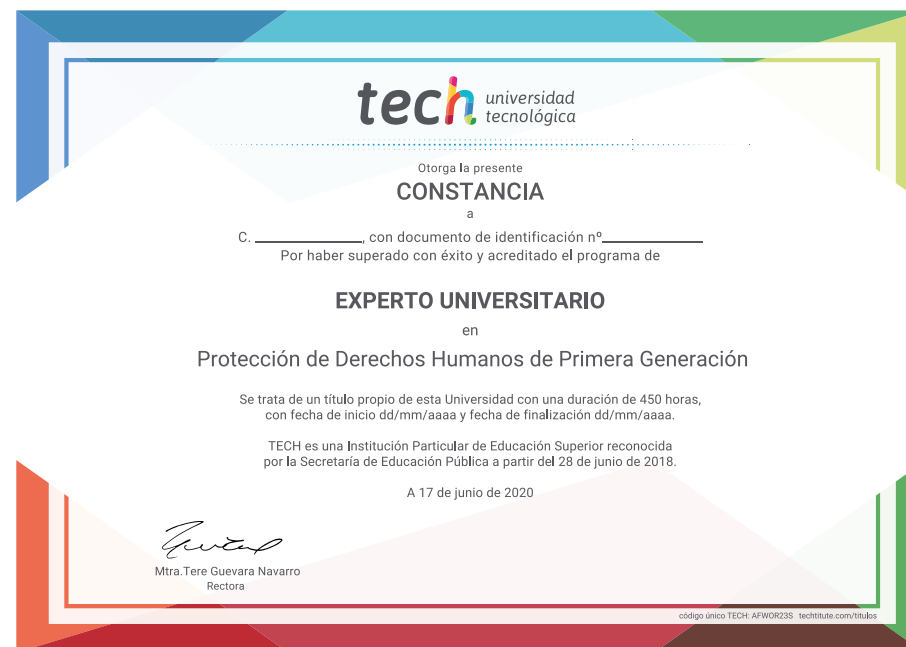 tech universidad
tecnológica
Otorga la presente
CONSTANCIA
a
C. ____________, con documento de identificación nº____________
Por haber superado con éxito y acreditado el programa de
EXPERTO UNIVERSITARIO
en
Protección de Derechos Humanos de Primera Generación
Se trata de un título propio de esta Universidad con una duración de 450 horas,
con fecha de inicio dd/mm/aaaa y fecha de finalización dd/mm/aaaa.
TECH es una Institución Particular de Educación Superior reconocida
por la Secretaría de Educación Pública a partir del 28 de junio de 2018.
A 17 de junio de 2020
Mtra.Tere Guevara Navarro
Rectora
código único TECH: AFWOR23S techtitute.com/titulos